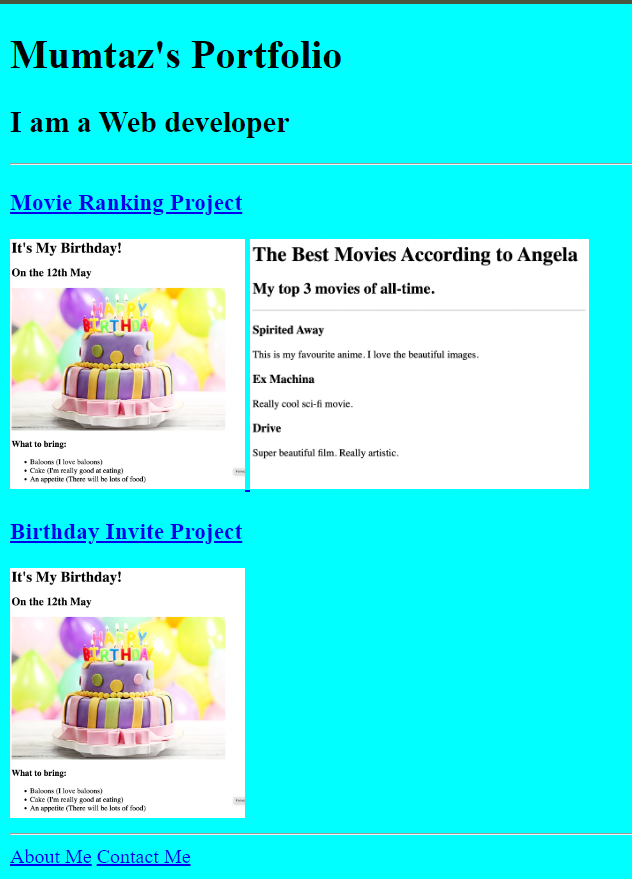 Mumtaz's Portfolio
I am a Web developer
Movie Ranking Project
It's My Birthday!
On the 12th May
HAPPY
BIRTHDAY
What to bring:
Baloons (I love baloons)
Cake (I'm really good at eating)
An appetite (There will be lots of food)
The Best Movies According to Angela
My top 3 movies of all-time.
Spirited Away
This is my favourite anime. I love the beautiful images.
Ex Machina
Really cool sci-fi movie.
Drive
Super beautiful film. Really artistic.
Birthday Invite Project
It's My Birthday!
On the 12th May
HAPPY
BIRTHDAY
What to bring:
Baloons (I love baloons)
Cake (I'm really good at eating)
An appetite (There will be lots of food)
About Me Contact Me